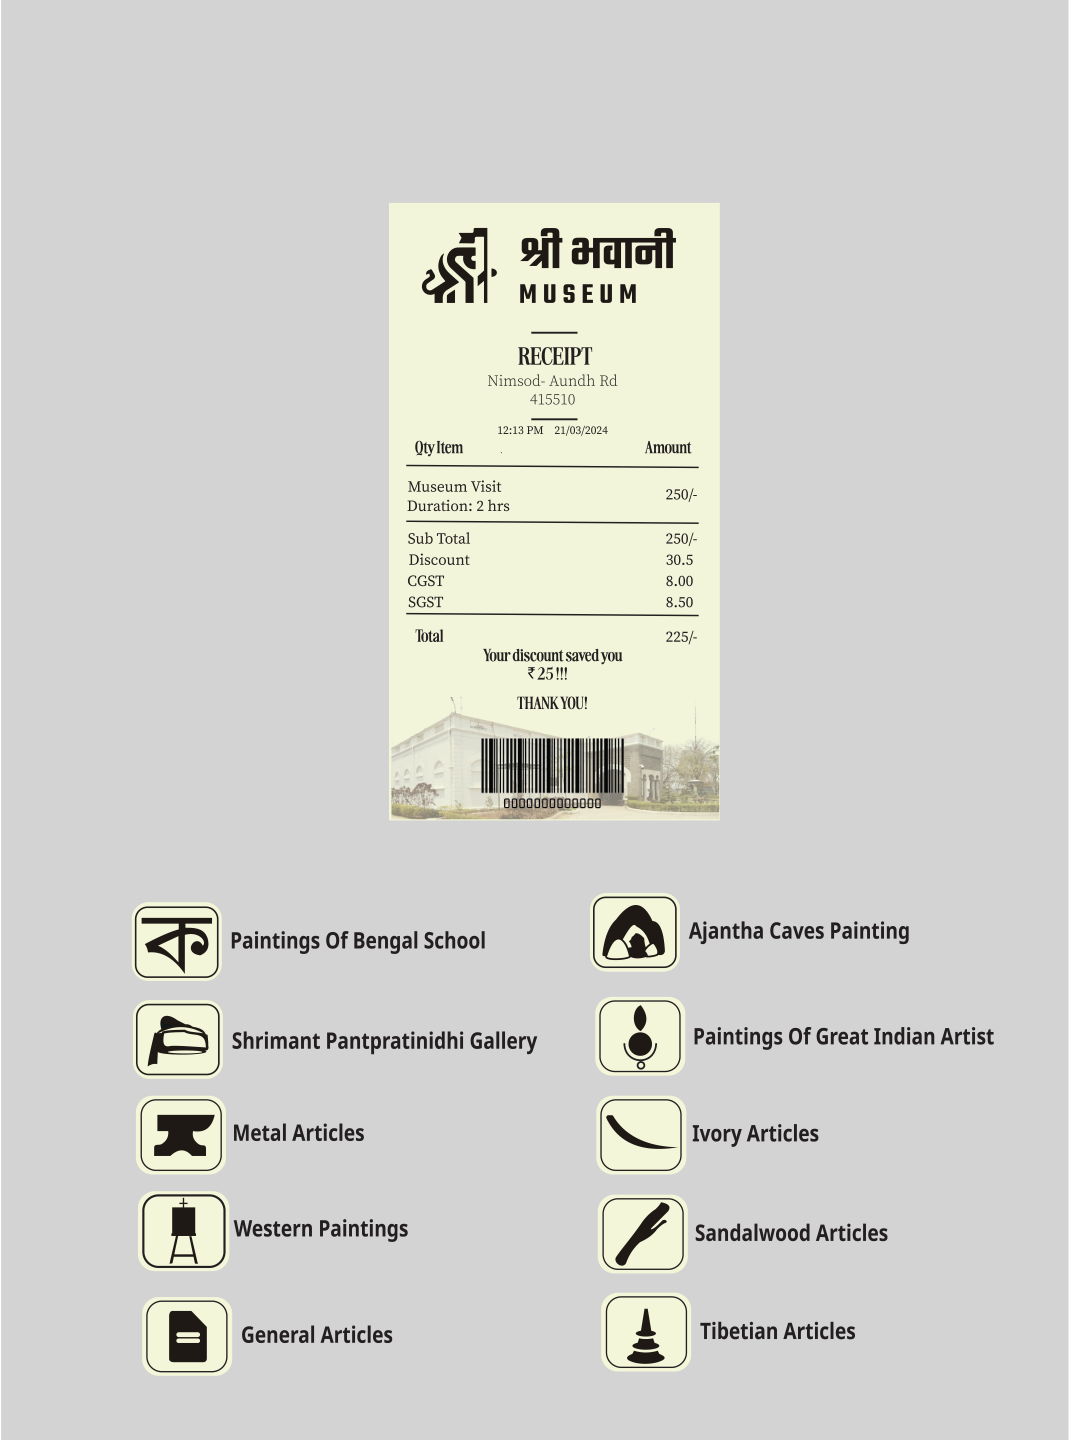 श्री भवानी
MUSEUM
RECEIPT
Nimsod- Aundh Rd
415510
12:13 PM 21/03/2024
Qty Item Amount
Museum Visit
Duration: 2 hrs 250/-
Sub Total 250/-
Discount 30.5
CGST 8.00
SGST 8.50
Total 225/-
Your discount saved you
₹ 25 !!!
THANK YOU!
0000000000000
ক Paintings Of Bengal School
Ajantha Caves Painting
Shrimant Pantpratinidhi Gallery
Paintings Of Great Indian Artist
Metal Articles
Ivory Articles
Western Paintings
Sandalwood Articles
General Articles
Tibetian Articles